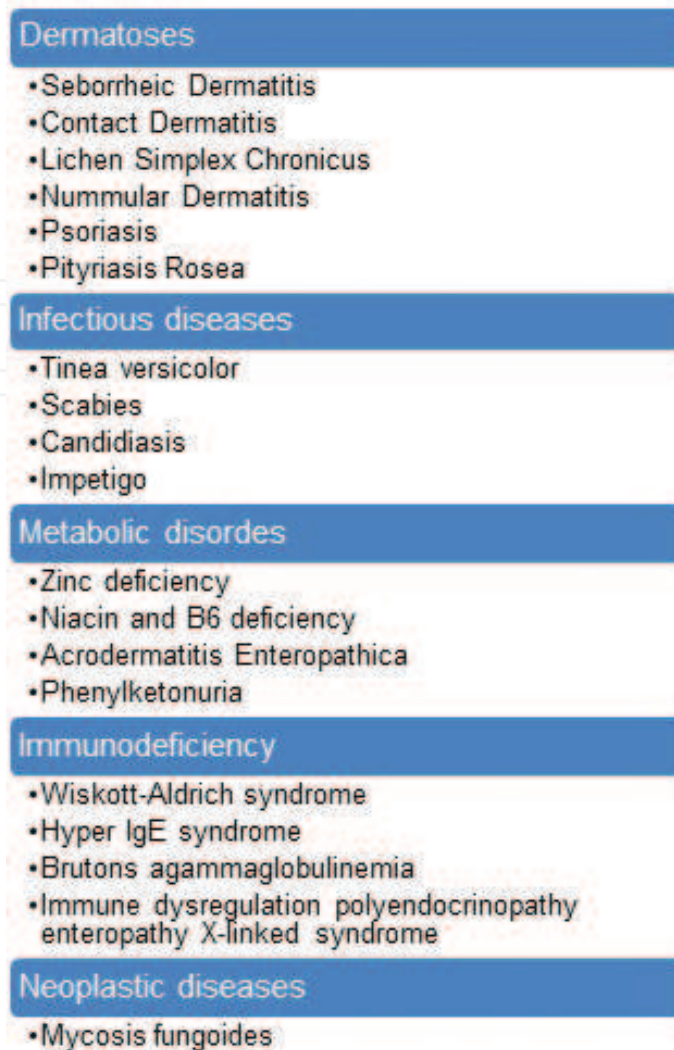 Dermatoses
•Seborrheic Dermatitis
•Contact Dermatitis
•Lichen Simplex Chronicus
•Nummular Dermatitis
•Psoriasis
•Pityriasis Rosea
Infectious diseases
•Tinea versicolor
•Scabies
•Candidiasis
•Impetigo
Metabolic disordes
•Zinc deficiency
•Niacin and B6 deficiency
•Acrodermatitis Enteropathica
•Phenylketonuria
Immunodeficiency
•Wiskott-Aldrich syndrome
•Hyper IgE syndrome
•Brutons agammaglobulinemia
•Immune dysregulation polyendocrinopathy
enteropathy X-linked syndrome
Neoplastic diseases
•Mycosis fungoides